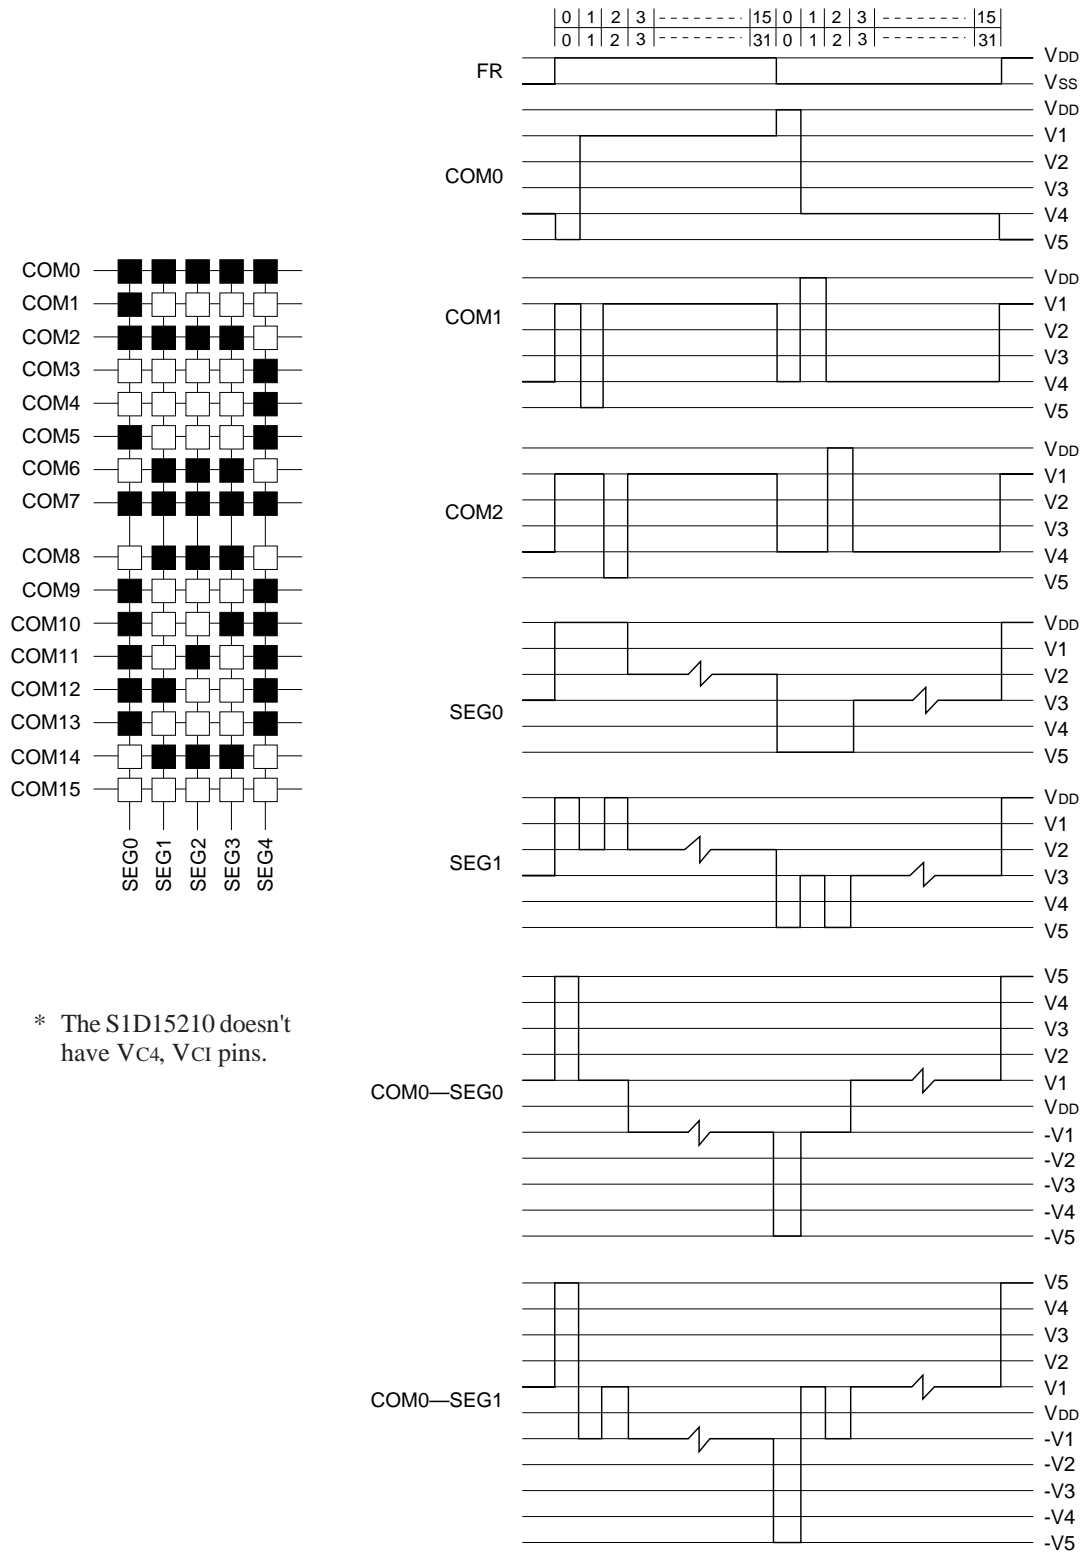 0 1 2 3 15 0 1 2 3 15
0 1 2 3 31 0 1 2 3 31
FR
VDD
VSS
COM0
VDD
V1
V2
V3
V4
V5
COM1
VDD
V1
V2
V3
V4
V5
COM2
VDD
V1
V2
V3
V4
V5
SEG0
VDD
V1
V2
V3
V4
V5
SEG1
VDD
V1
V2
V3
V4
V5
COM0—SEG0
V5
V4
V3
V2
V1
VDD
-V1
-V2
-V3
-V4
-V5
COM0—SEG1
V5
V4
V3
V2
V1
VDD
-V1
-V2
-V3
-V4
-V5
COM0
COM1
COM2
COM3
COM4
COM5
COM6
COM7
COM8
COM9
COM10
COM11
COM12
COM13
COM14
COM15
SEG0
SEG1
SEG2
SEG3
SEG4
* The S1D15210 doesn't
have VC4, VCI pins.